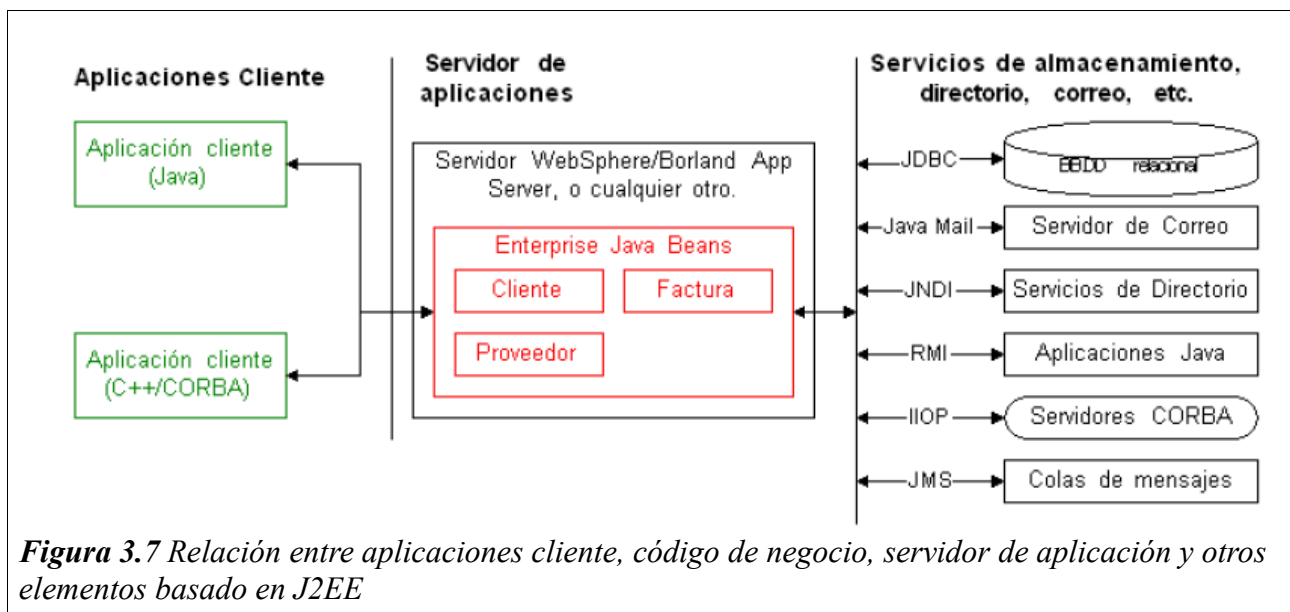 Aplicaciones Cliente
Aplicación cliente
(Java)
Aplicación cliente
(C++/CORBA)
Servidor de
aplicaciones
Servidor WebSphere/Borland App
Server, o cualquier otro.
Enterprise Java Beans
Cliente
Factura
Proveedor
Servicios de almacenamiento,
directorio, correo, etc.
JDBC
BBDD relacional
Java Mail
Servidor de Correo
JNDI
Servicios de Directorio
RMI
Aplicaciones Java
IIOP
Servidores CORBA
JMS
Colas de mensajes
Figura 3.7 Relación entre aplicaciones cliente, código de negocio, servidor de aplicación y otros
elementos basado en J2EE